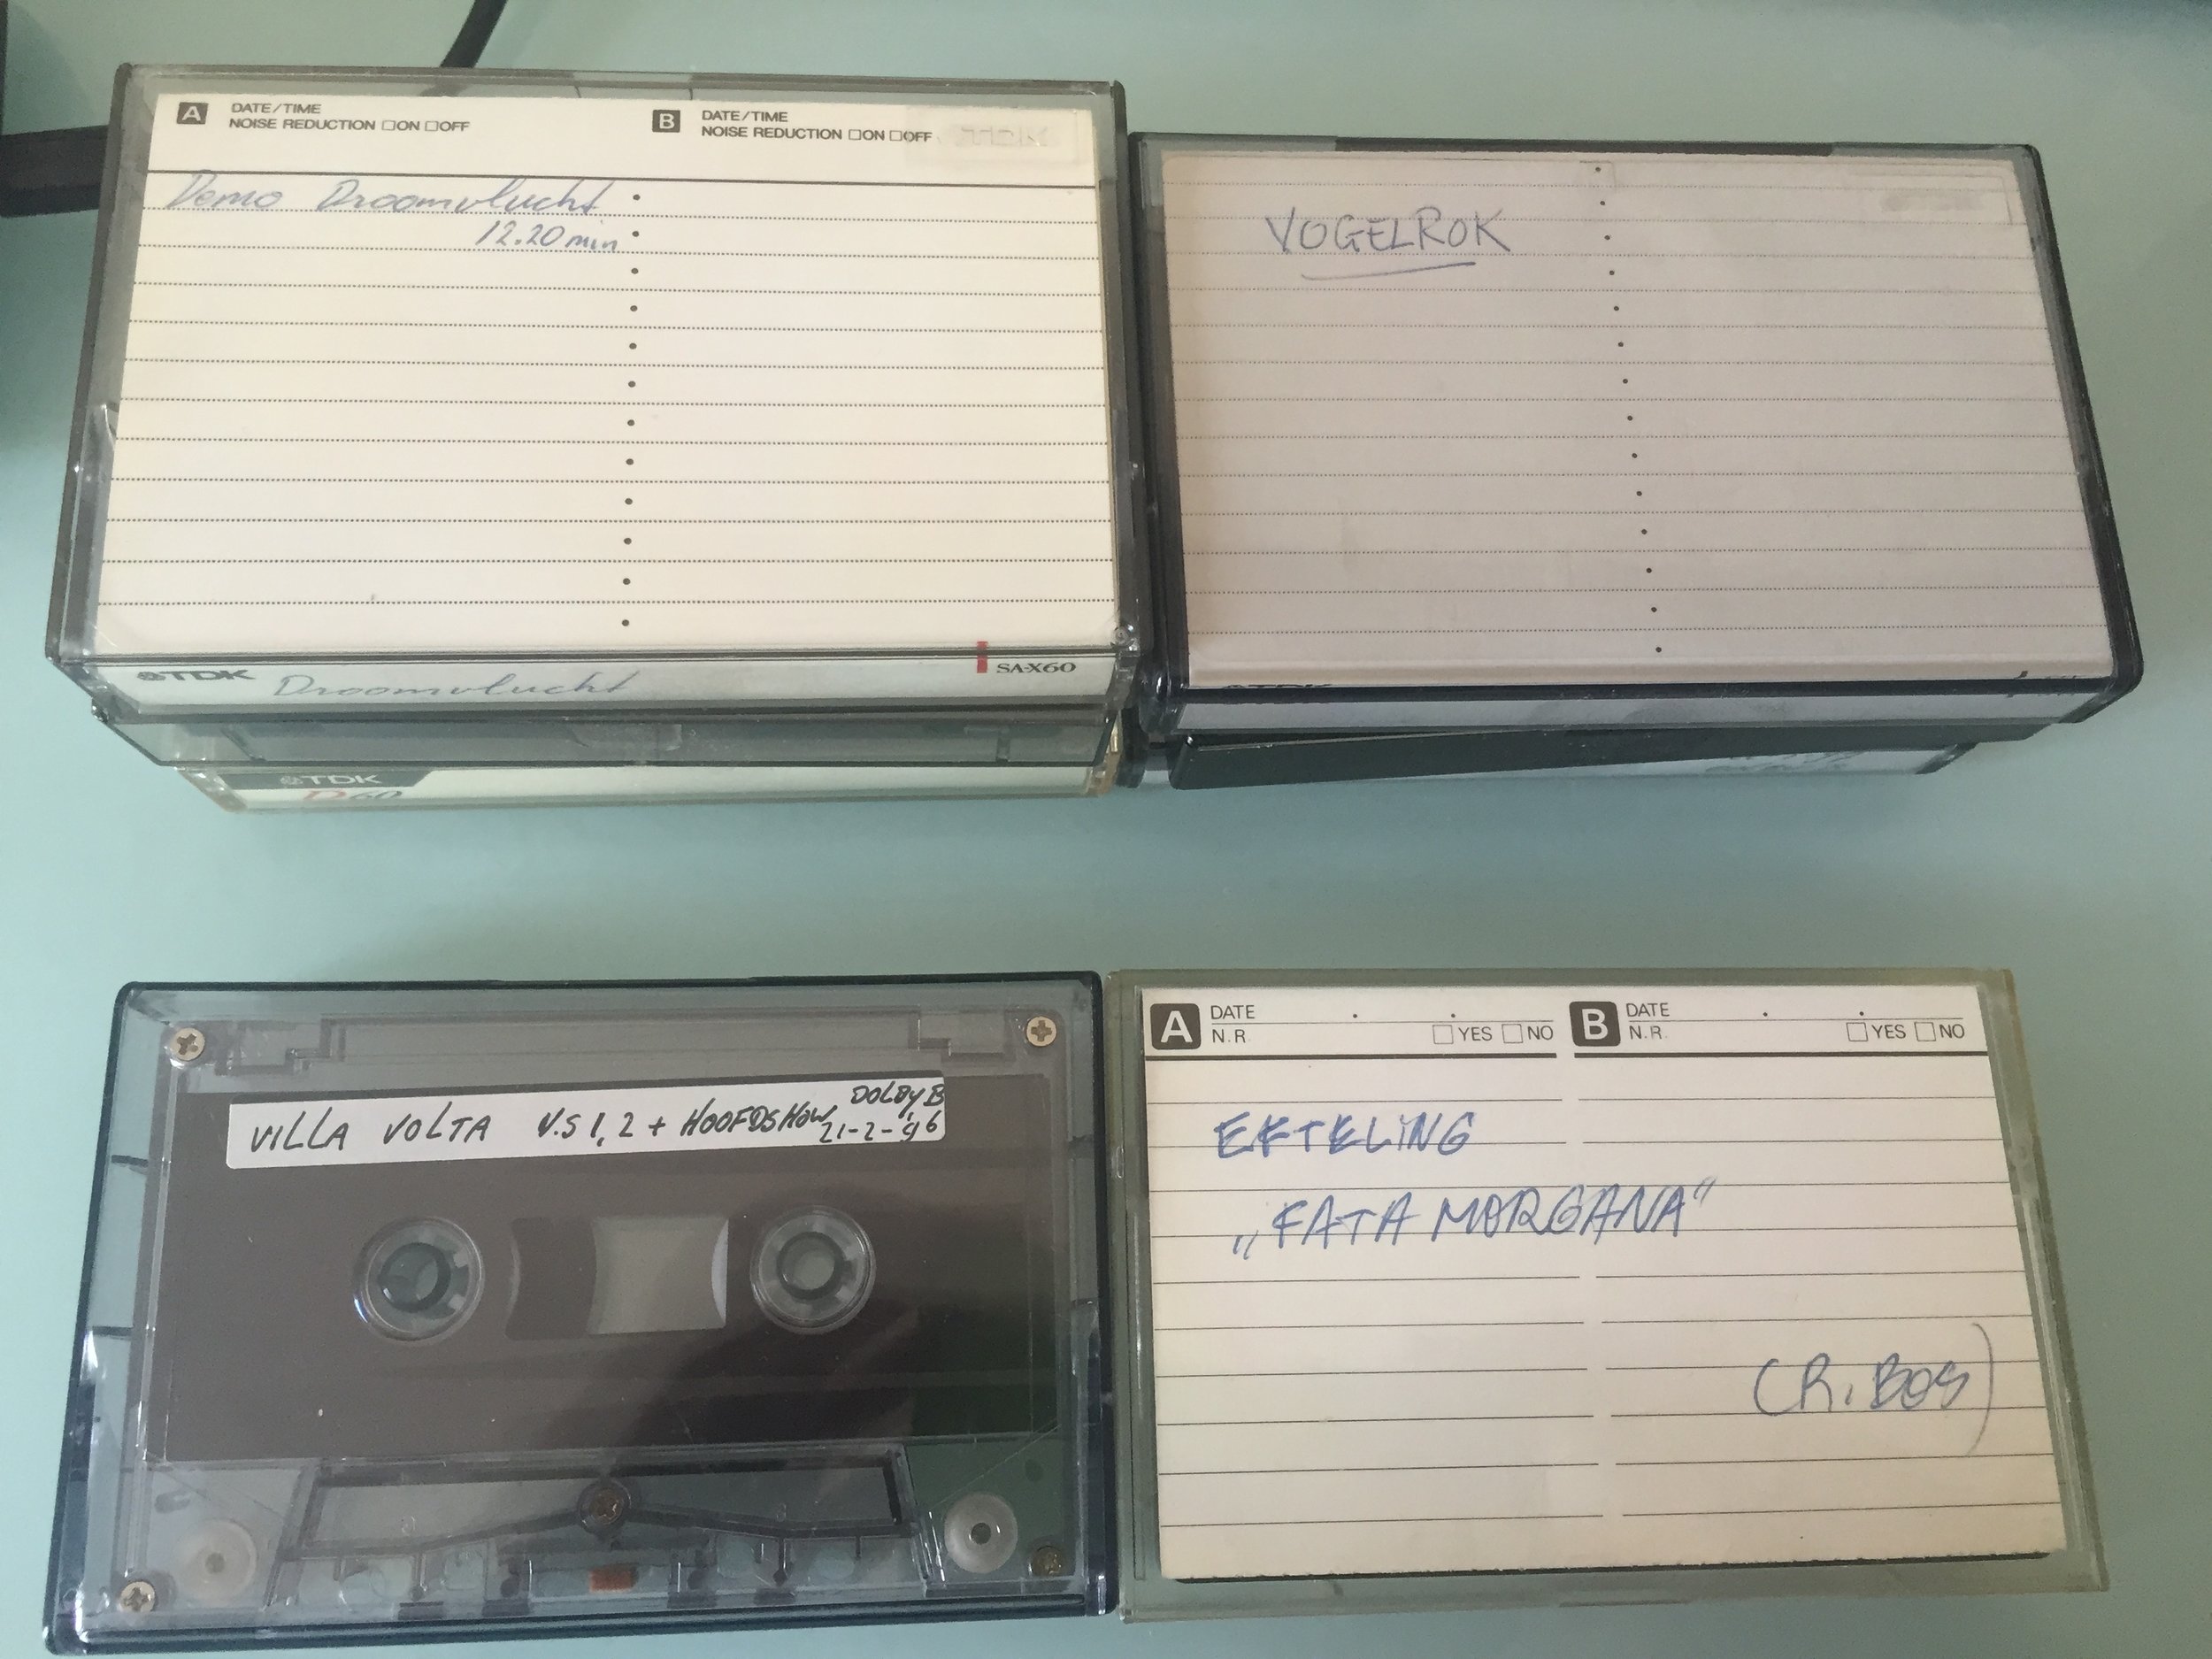 A DATE/TIME
NOISE REDUCTION □ON □OFF
B DATE/TIME
NOISE REDUCTION □ON □OFF
Demo Droomvlucht
12.20 min
TDK Droomvlucht SA-X60
TDK
D60
VOGELROK
VILLA VOLTA V.S 1, 2 + HOOFDSHOW DOLBY B
21-2-'96
A DATE
N.R. □YES □NO
B DATE
N.R. □YES □NO
EFTELING
„FATA MORGANA"
(R. BOS)